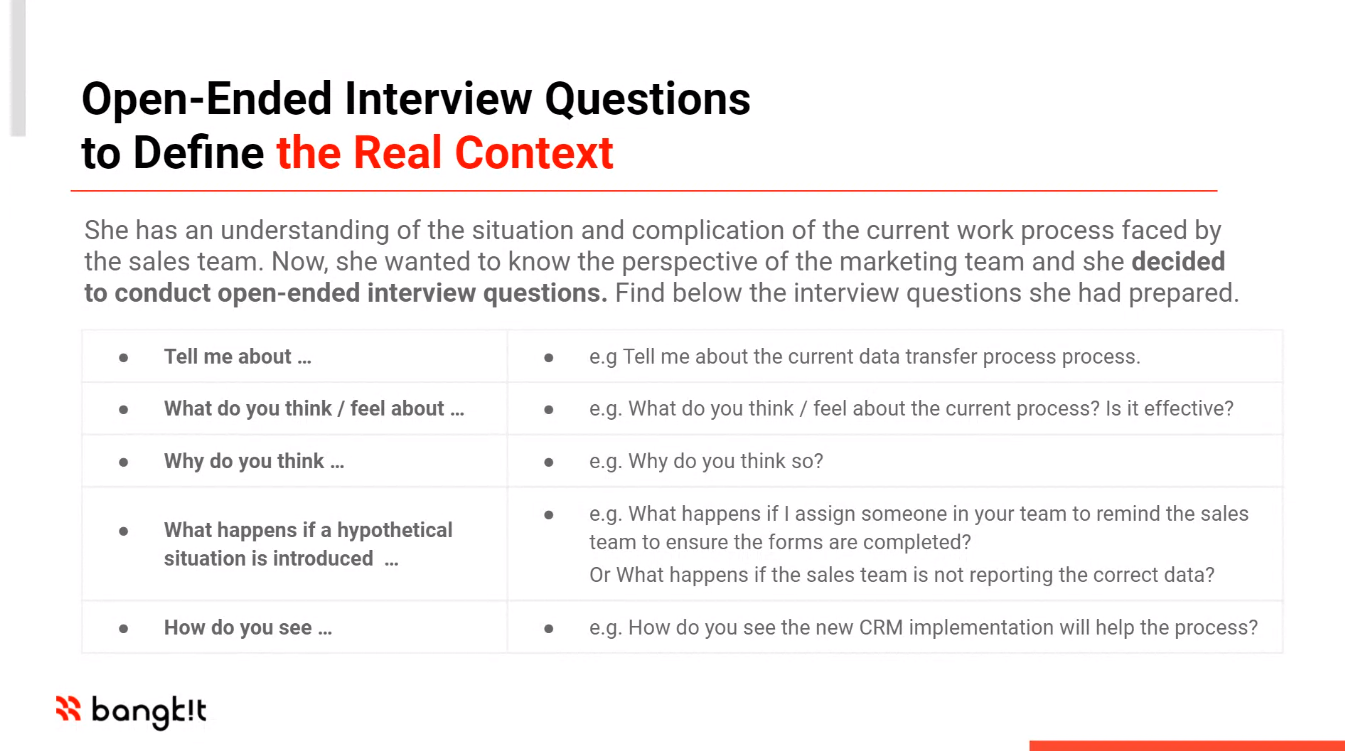 Open-Ended Interview Questions
to Define the Real Context
She has an understanding of the situation and complication of the current work process faced by
the sales team. Now, she wanted to know the perspective of the marketing team and she decided
to conduct open-ended interview questions. Find below the interview questions she had prepared.
● Tell me about ...
● e.g Tell me about the current data transfer process process.
● What do you think / feel about ...
● e.g. What do you think / feel about the current process? Is it effective?
● Why do you think ...
● e.g. Why do you think so?
● What happens if a hypothetical
situation is introduced ...
● e.g. What happens if I assign someone in your team to remind the sales
team to ensure the forms are completed?
Or What happens if the sales team is not reporting the correct data?
● How do you see ...
● e.g. How do you see the new CRM implementation will help the process?
bangk!t